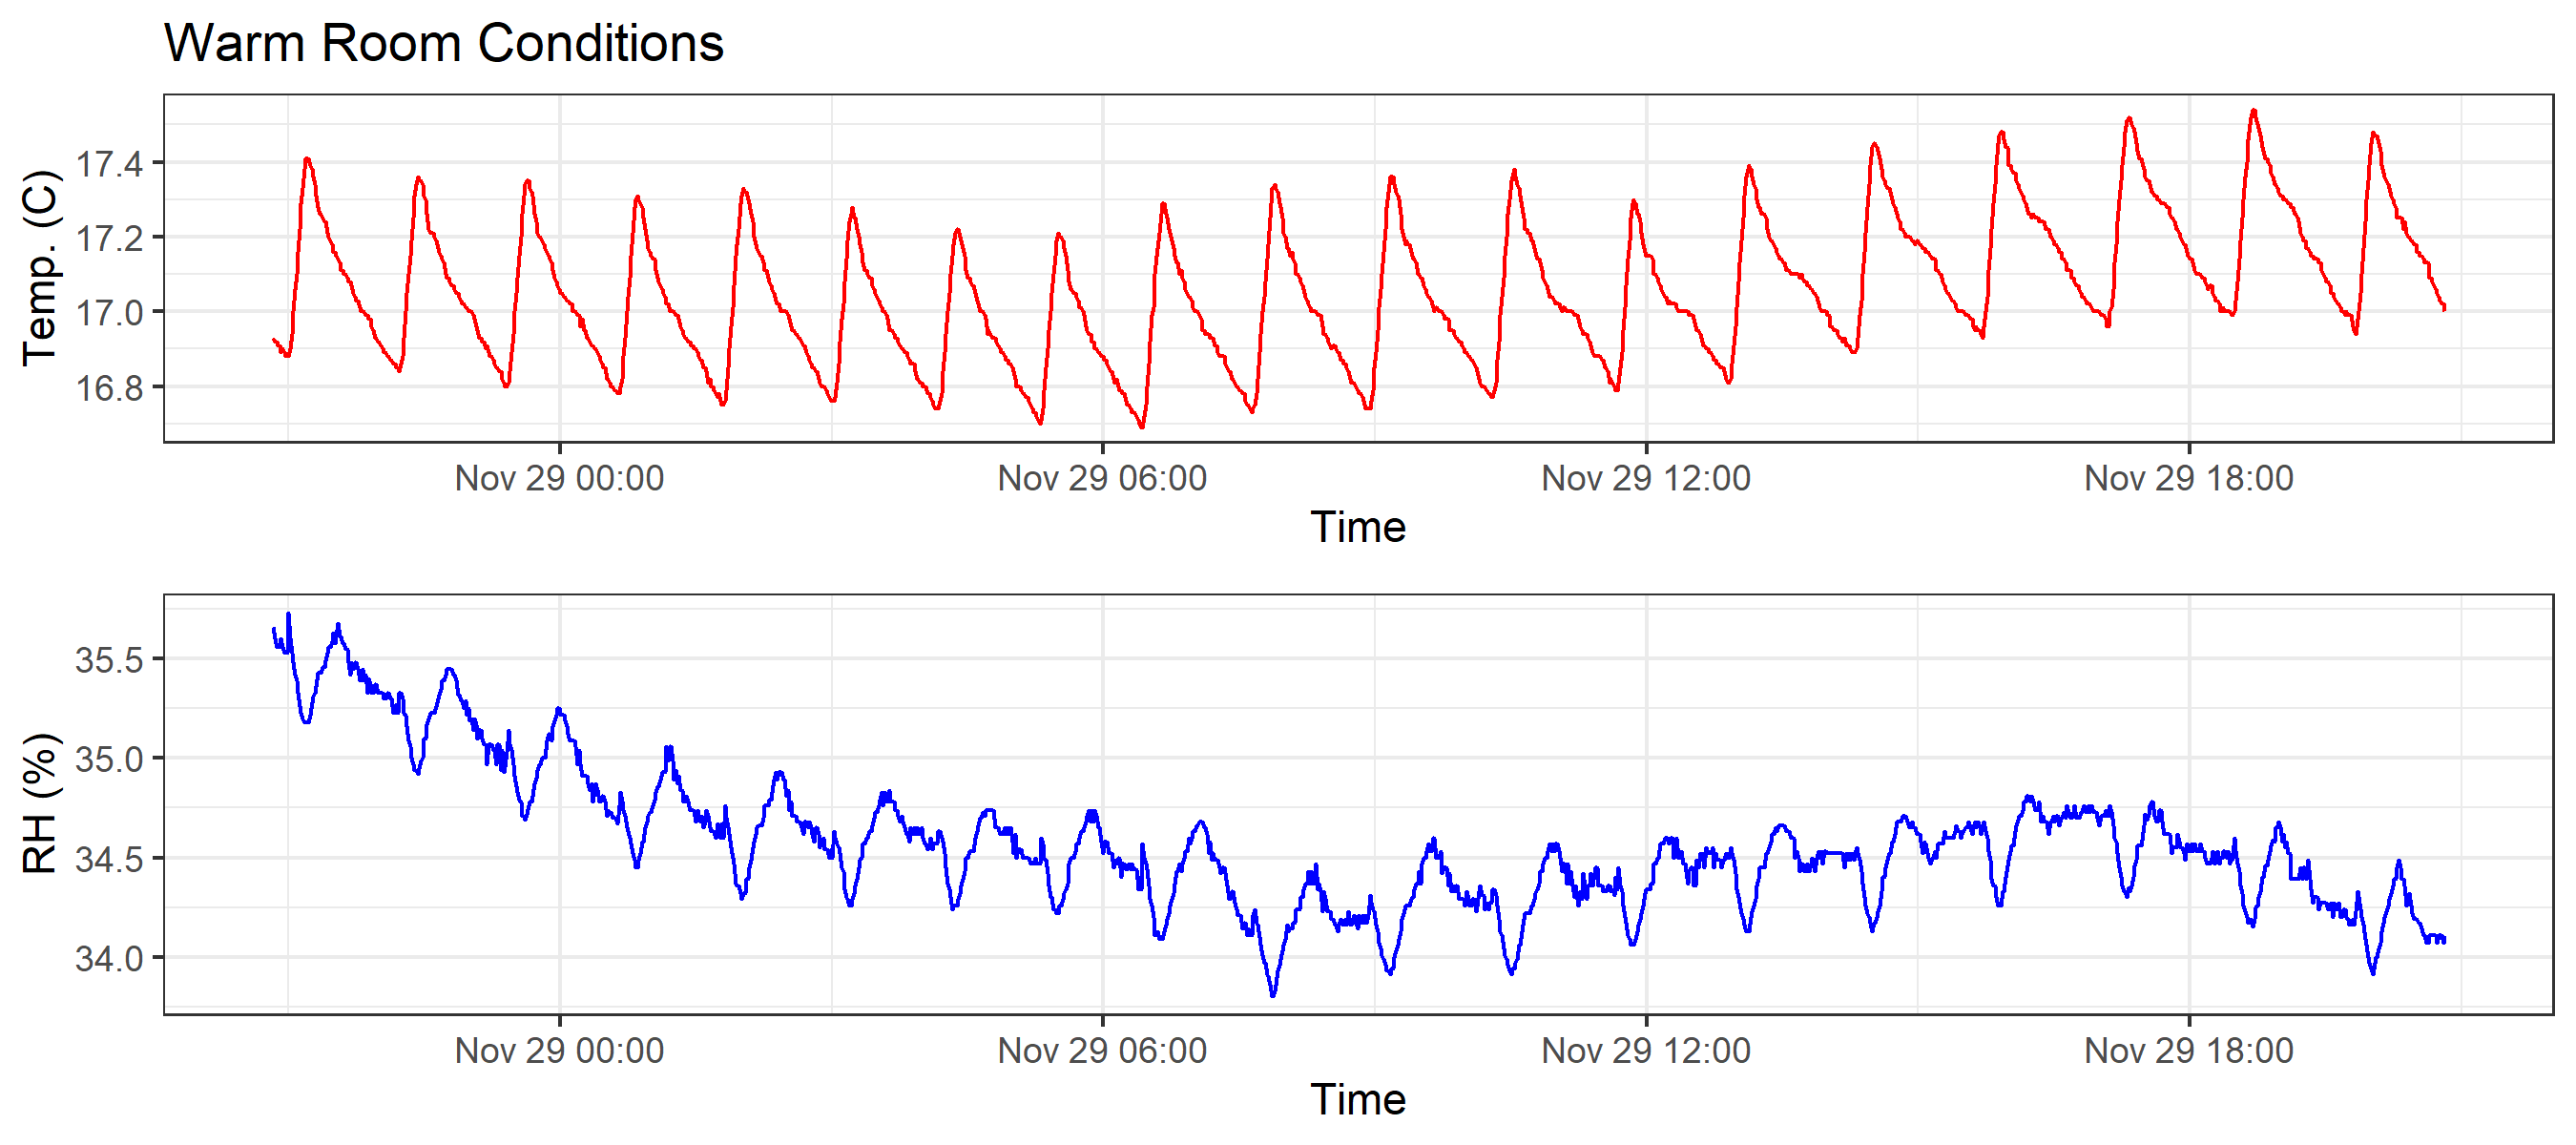 Warm Room Conditions
Temp. (C)
17.4
17.2
17.0
16.8
Nov 29 00:00 Nov 29 06:00 Nov 29 12:00 Nov 29 18:00
Time
RH (%)
35.5
35.0
34.5
34.0
Nov 29 00:00 Nov 29 06:00 Nov 29 12:00 Nov 29 18:00
Time